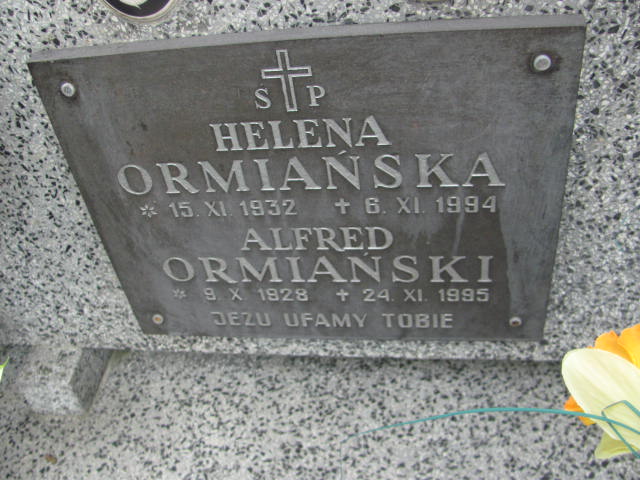 S P
HELENA
ORMIAŃSKA
* 15. XI. 1932 + 6. XI. 1994
ALFRED
ORMIAŃSKI
* 9. X 1928 + 24. XI. 1995
JEZU UFAMY TOBIE